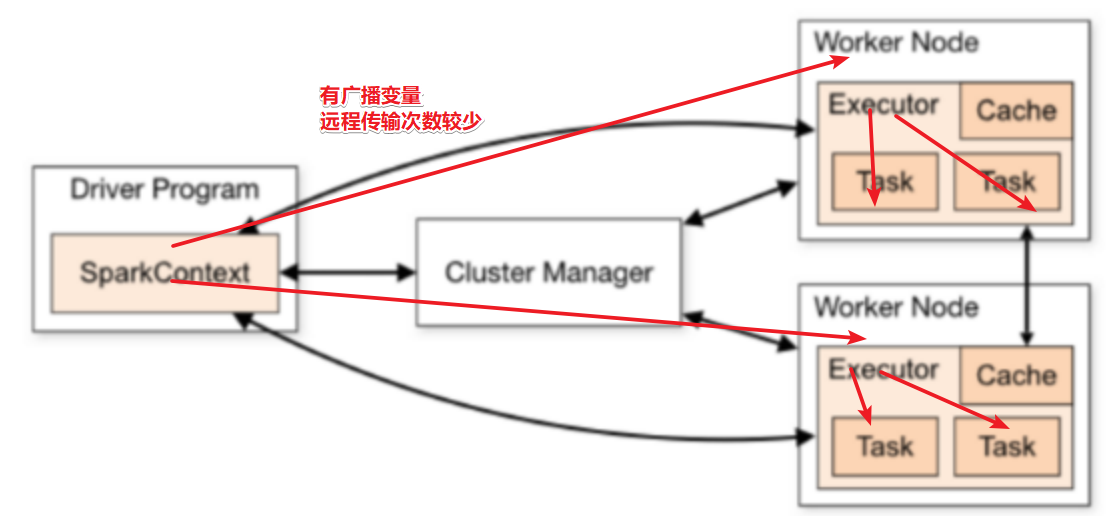 有广播变量
远程传输次数较少
Driver Program
SparkContext
Cluster Manager
Worker Node
Executor
Cache
Task
Task
Worker Node
Executor
Cache
Task
Task